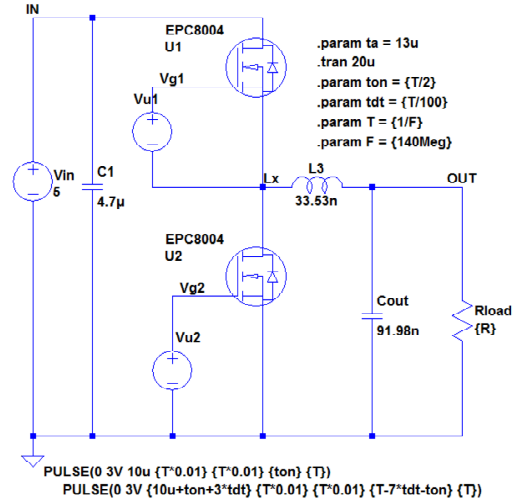 IN
EPC8004
U1
Vg1
Vu1
.param ta = 13u
.tran 20u
.param ton = {T/2}
.param tdt = {T/100}
.param T = {1/F}
.param F = {140Meg}
Vin
5
C1
4.7µ
Lx
L3
33.53n
OUT
EPC8004
U2
Vg2
Vu2
Cout
91.98n
Rload
{R}
PULSE(0 3V 10u {T*0.01} {T*0.01} {ton} {T})
PULSE(0 3V {10u+ton+3*tdt} {T*0.01} {T*0.01} {T-7*tdt-ton} {T})